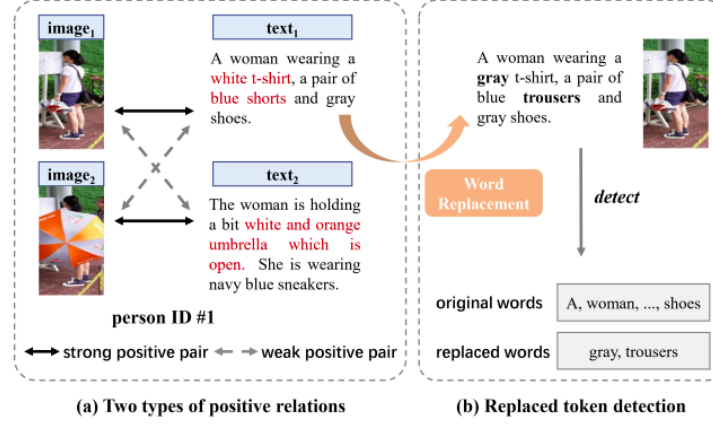 image1
text1
A woman wearing a
white t-shirt, a pair of
blue shorts and gray
shoes.
image2
text2
The woman is holding
a bit white and orange
umbrella which is
open. She is wearing
navy blue sneakers.
person ID #1
strong positive pair
weak positive pair
(a) Two types of positive relations
A woman wearing a
gray t-shirt, a pair of
blue trousers and
gray shoes.
Word
Replacement
detect
original words
A, woman, ..., shoes
replaced words
gray, trousers
(b) Replaced token detection